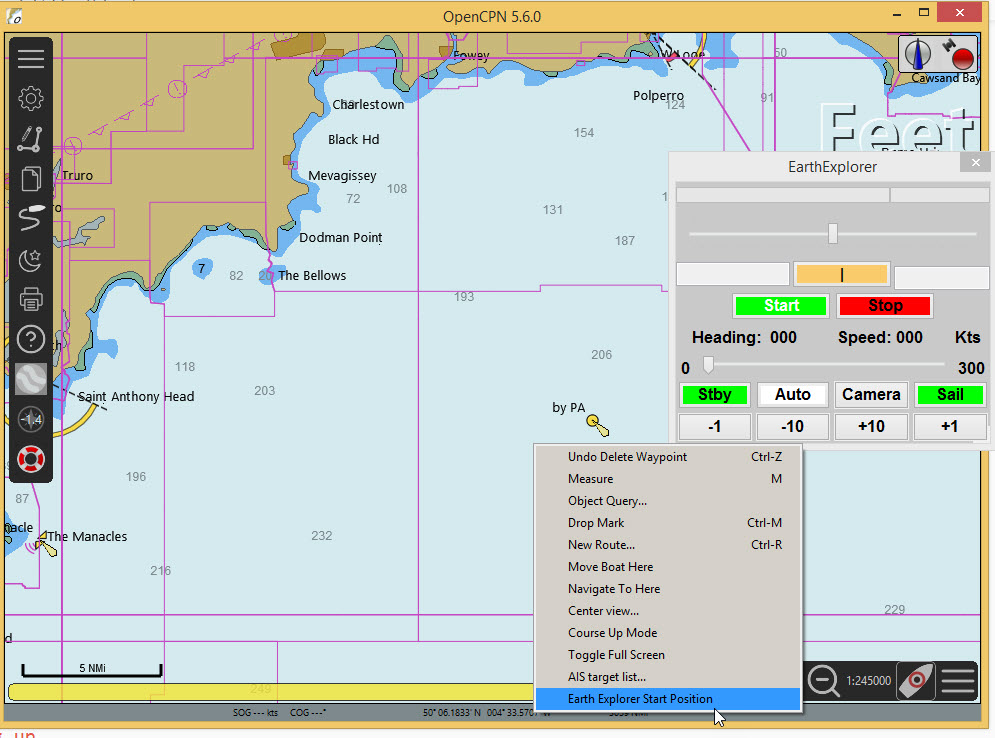 OpenCPN 5.6.0
Fowey
W Looe
50
Cawsand Bay
Charlestown
Polperro
124
91
Feet
Black Hd
154
EarthExplorer
Truro
Mevagissey
108
72
131
Dodman Point
187
7
82
20
The Bellows
193
Start
Stop
Heading: 000
Speed: 000
Kts
118
206
0
300
203
Saint Anthony Head
Stby
Auto
Camera
Sail
-1.4
by PA
-1
-10
+10
+1
Undo Delete Waypoint Ctrl-Z
Measure M
196
Object Query...
87
Drop Mark Ctrl-M
The Manacles
232
New Route... Ctrl-R
216
Move Boat Here
Navigate To Here
Center view...
229
Course Up Mode
Toggle Full Screen
5 NMi
AIS target list...
1:245000
249
Earth Explorer Start Position
SOG --- kts COG ---°
50° 06.1833' N 004° 33.570
up